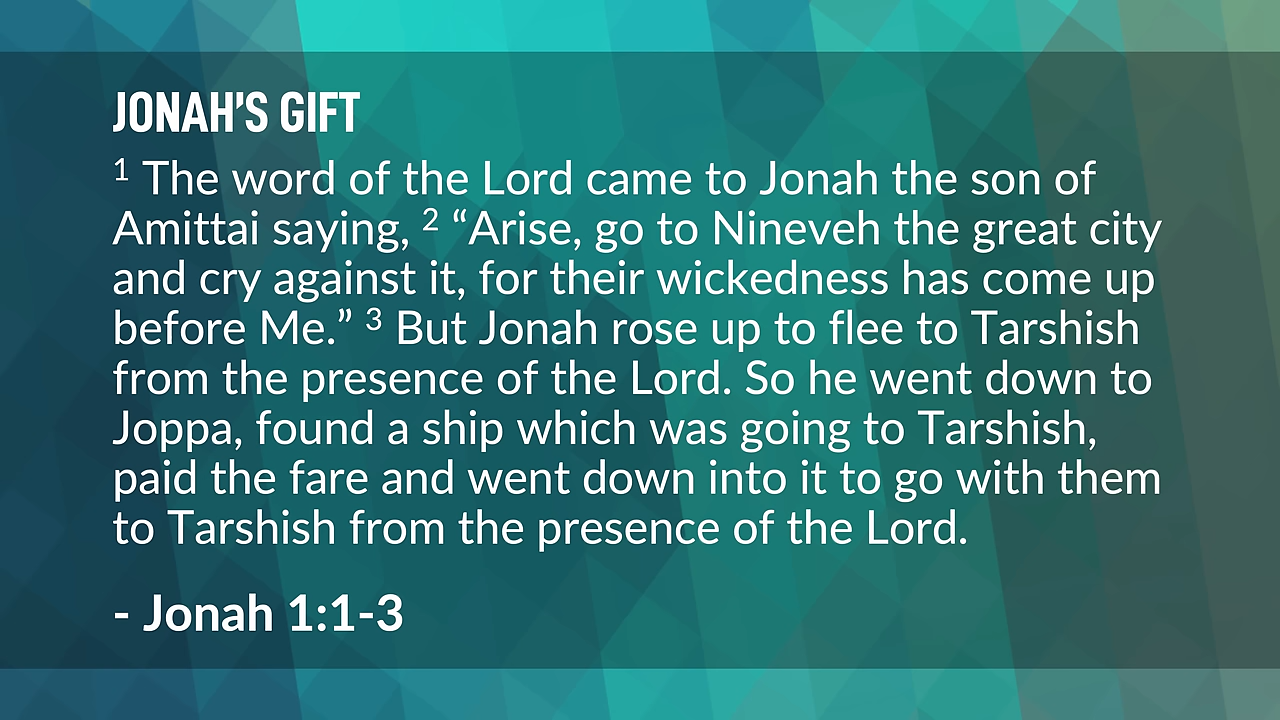 JONAH’S GIFT
1 The word of the Lord came to Jonah the son of
Amittai saying, 2 “Arise, go to Nineveh the great city
and cry against it, for their wickedness has come up
before Me.” 3 But Jonah rose up to flee to Tarshish
from the presence of the Lord. So he went down to
Joppa, found a ship which was going to Tarshish,
paid the fare and went down into it to go with them
to Tarshish from the presence of the Lord.
- Jonah 1:1-3